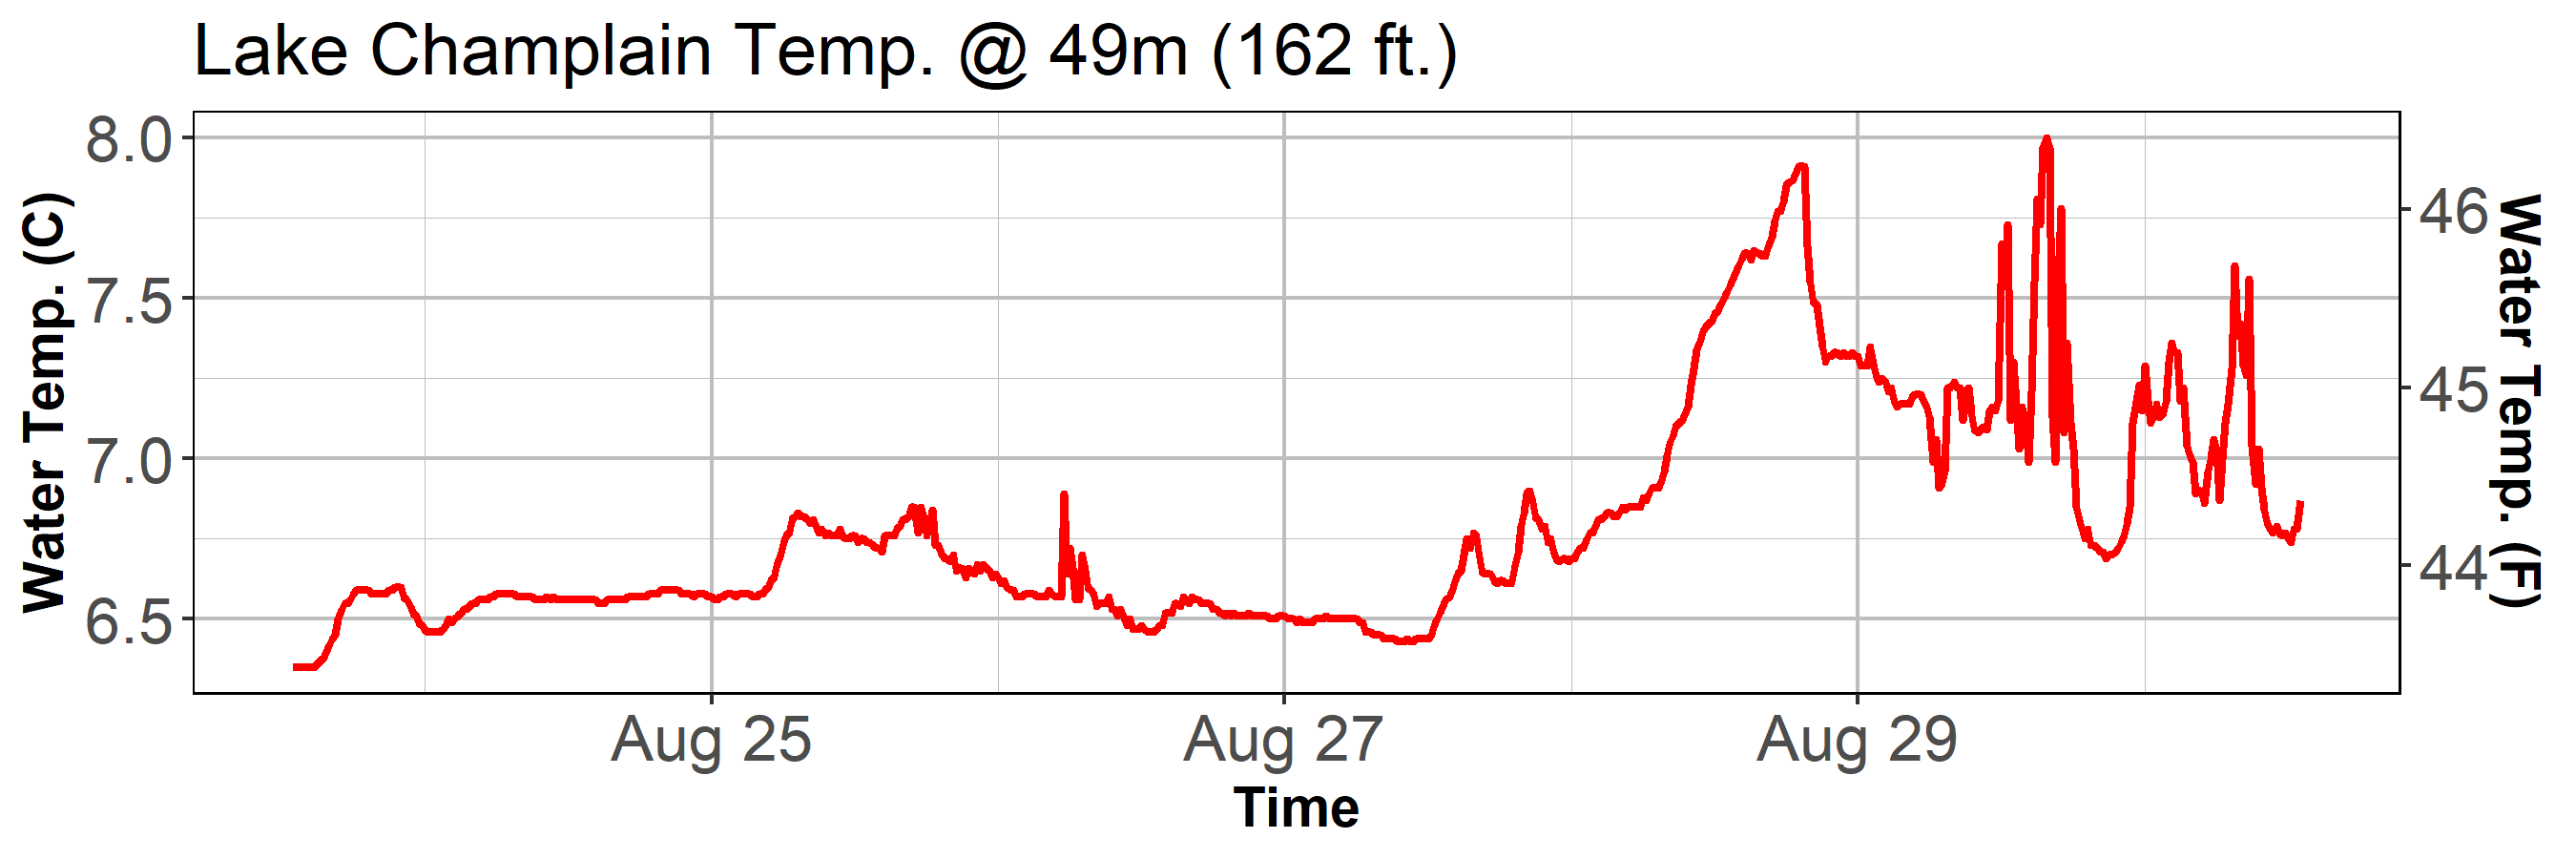 Lake Champlain Temp. @ 49m (162 ft.)
Water Temp. (C)
8.0
7.5
7.0
6.5
46
45
44
Water Temp. (F)
Aug 25 Aug 27 Aug 29
Time